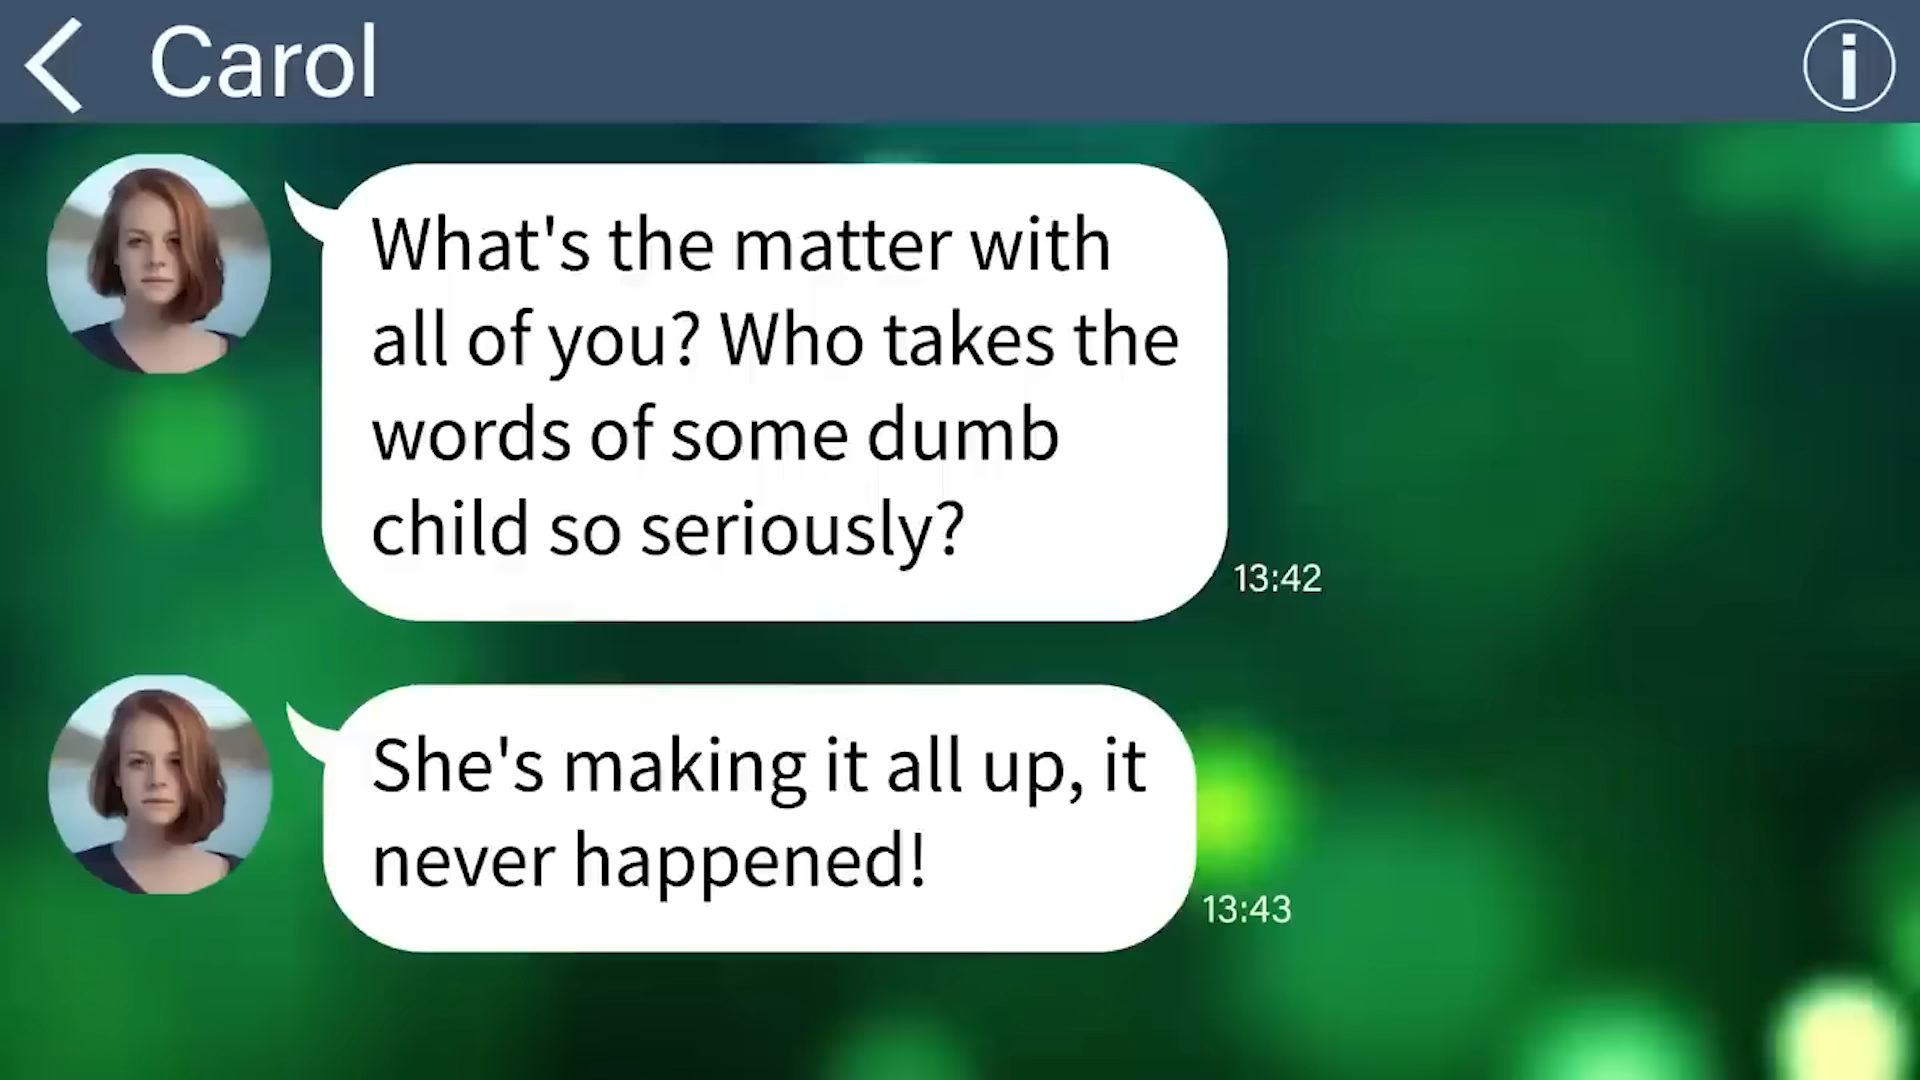 Carol
What's the matter with
all of you? Who takes the
words of some dumb
child so seriously?
13:42
She's making it all up, it
never happened!
13:43